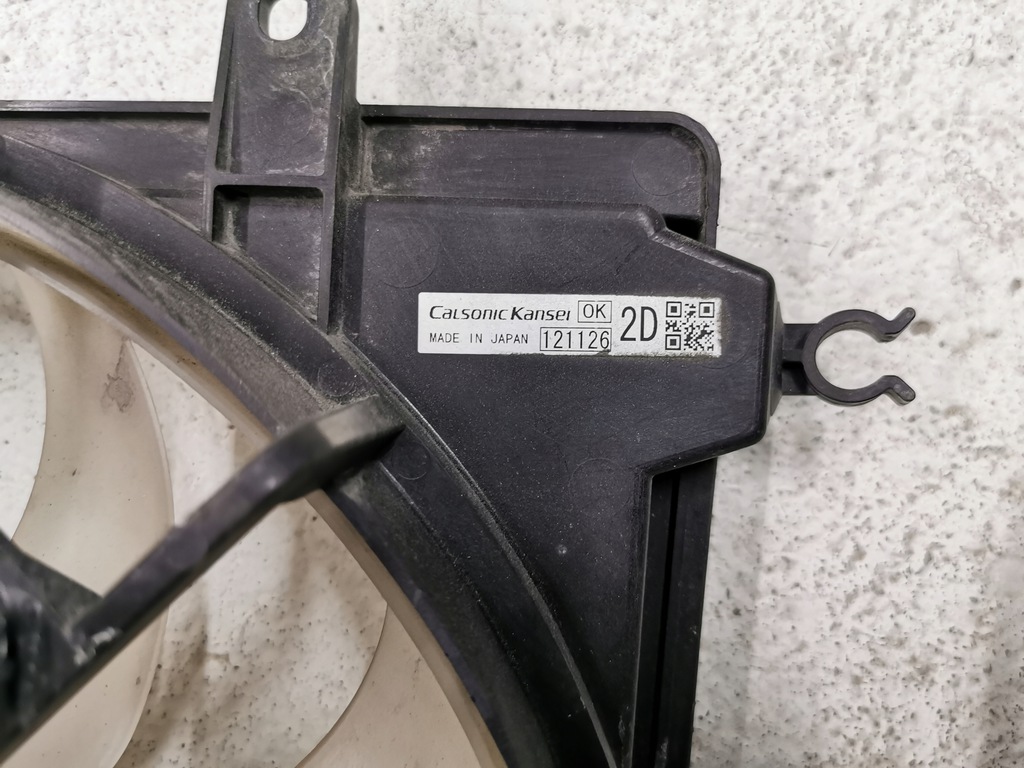 CALSONIC KANSEI OK 2D
MADE IN JAPAN 121126